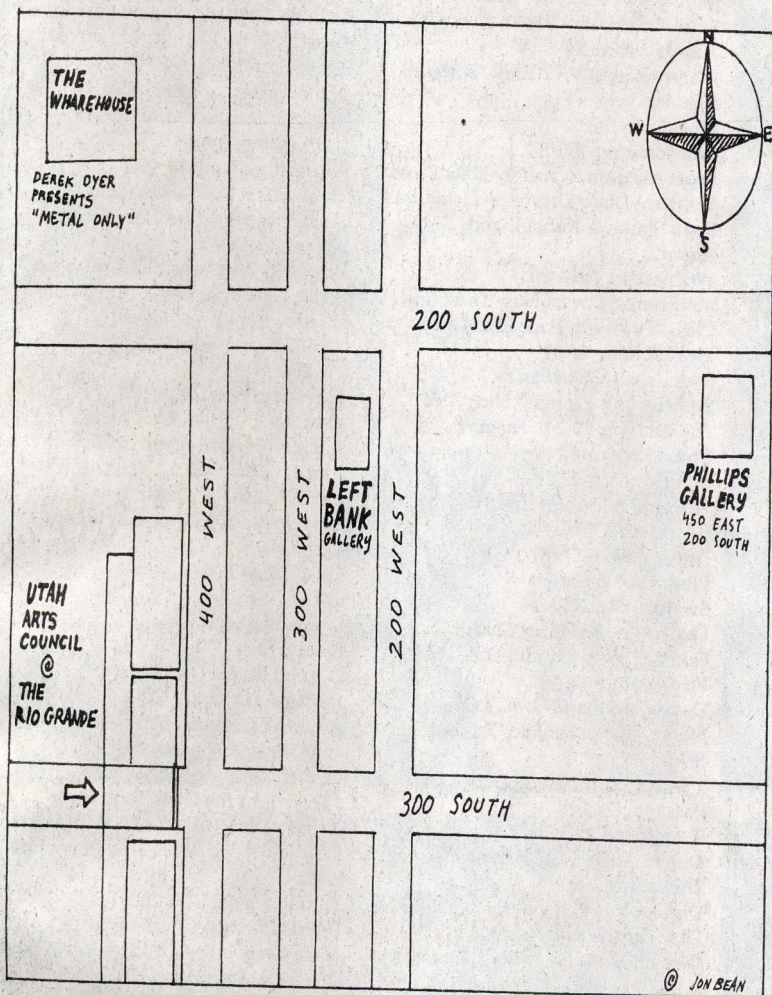 THE
WHAREHOUSE
DEREK DYER
PRESENTS
"METAL ONLY"
N
W
E
S
200 SOUTH
400 WEST
300 WEST
200 WEST
LEFT
BANK
GALLERY
PHILLIPS
GALLERY
450 EAST
200 SOUTH
UTAH
ARTS
COUNCIL
@
THE
RIO GRANDE
300 SOUTH
© JON BEAN